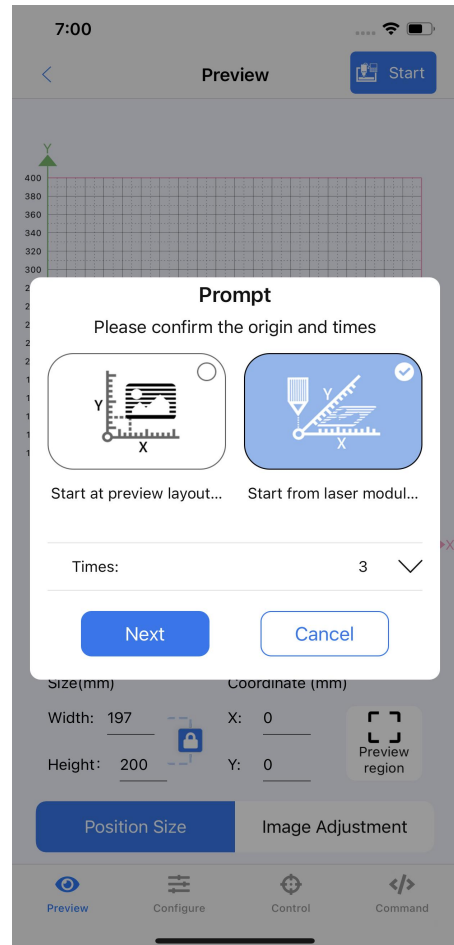 7:00
Preview
Start
Y
400
380
360
340
320
300
Prompt
Please confirm the origin and times
Y
X
Y
X
Start at preview layout...
Start from laser modul...
X
Times:
3
Next
Cancel
Size(mm)
Coordinate (mm)
Width: 197
X: 0
Height: 200
Y: 0
Preview
region
Position Size
Image Adjustment
Preview
Configure
Control
Command